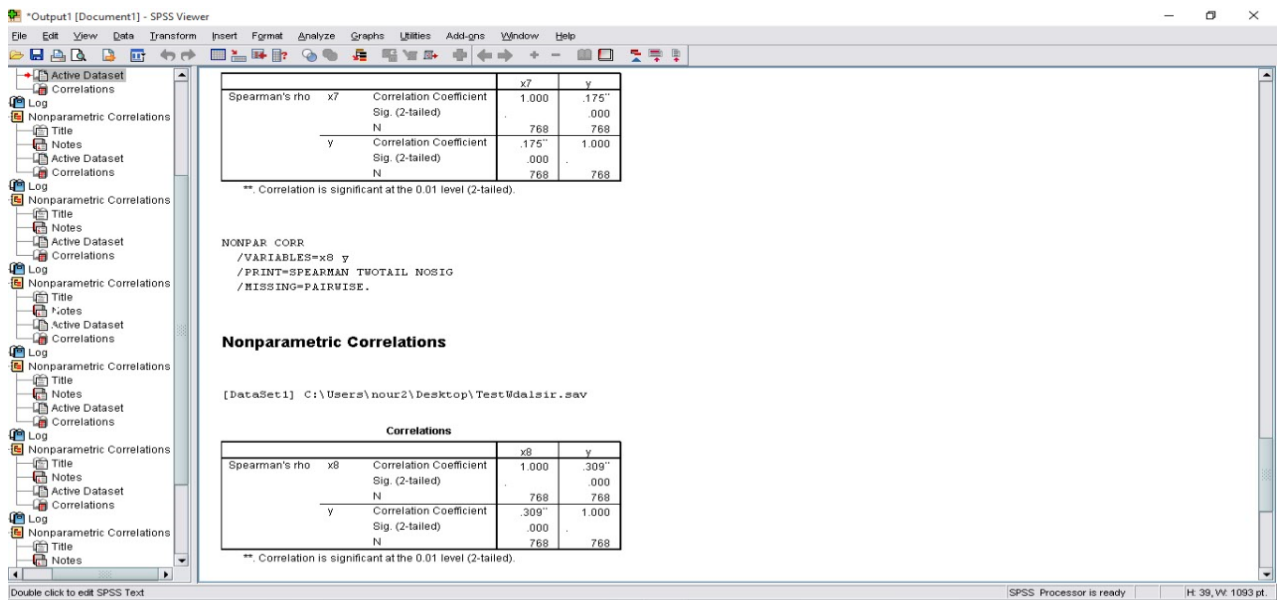 *Output1 [Document1] - SPSS Viewer
File Edit View Data Transform Insert Format Analyze Graphs Utilities Add-ons Window Help
Active Dataset
Correlations
Log
Nonparametric Correlations
Title
Notes
Active Dataset
Correlations
Log
Nonparametric Correlations
Title
Notes
Active Dataset
Correlations
Log
Nonparametric Correlations
Title
Notes
Active Dataset
Correlations
Log
Nonparametric Correlations
Title
Notes
Active Dataset
Correlations
Log
Nonparametric Correlations
Title
Notes
Active Dataset
Correlations
Log
Nonparametric Correlations
Title
Notes
x7 y
Spearman's rho x7 Correlation Coefficient 1.000 .175**
Sig. (2-tailed) . .000
N 768 768
y Correlation Coefficient .175** 1.000
Sig. (2-tailed) .000 .
N 768 768
**. Correlation is significant at the 0.01 level (2-tailed).
NONPAR CORR
/VARIABLES=x8 y
/PRINT=SPEARMAN TWOTAIL NOSIG
/MISSING=PAIRWISE.
Nonparametric Correlations
[DataSet1] C:\Users\nour2\Desktop\TestWdalsir.sav
Correlations
x8 y
Spearman's rho x8 Correlation Coefficient 1.000 .309**
Sig. (2-tailed) . .000
N 768 768
y Correlation Coefficient .309** 1.000
Sig. (2-tailed) .000 .
N 768 768
**. Correlation is significant at the 0.01 level (2-tailed).
Double click to edit SPSS Text SPSS Processor is ready H: 39, W: 1093 pt.